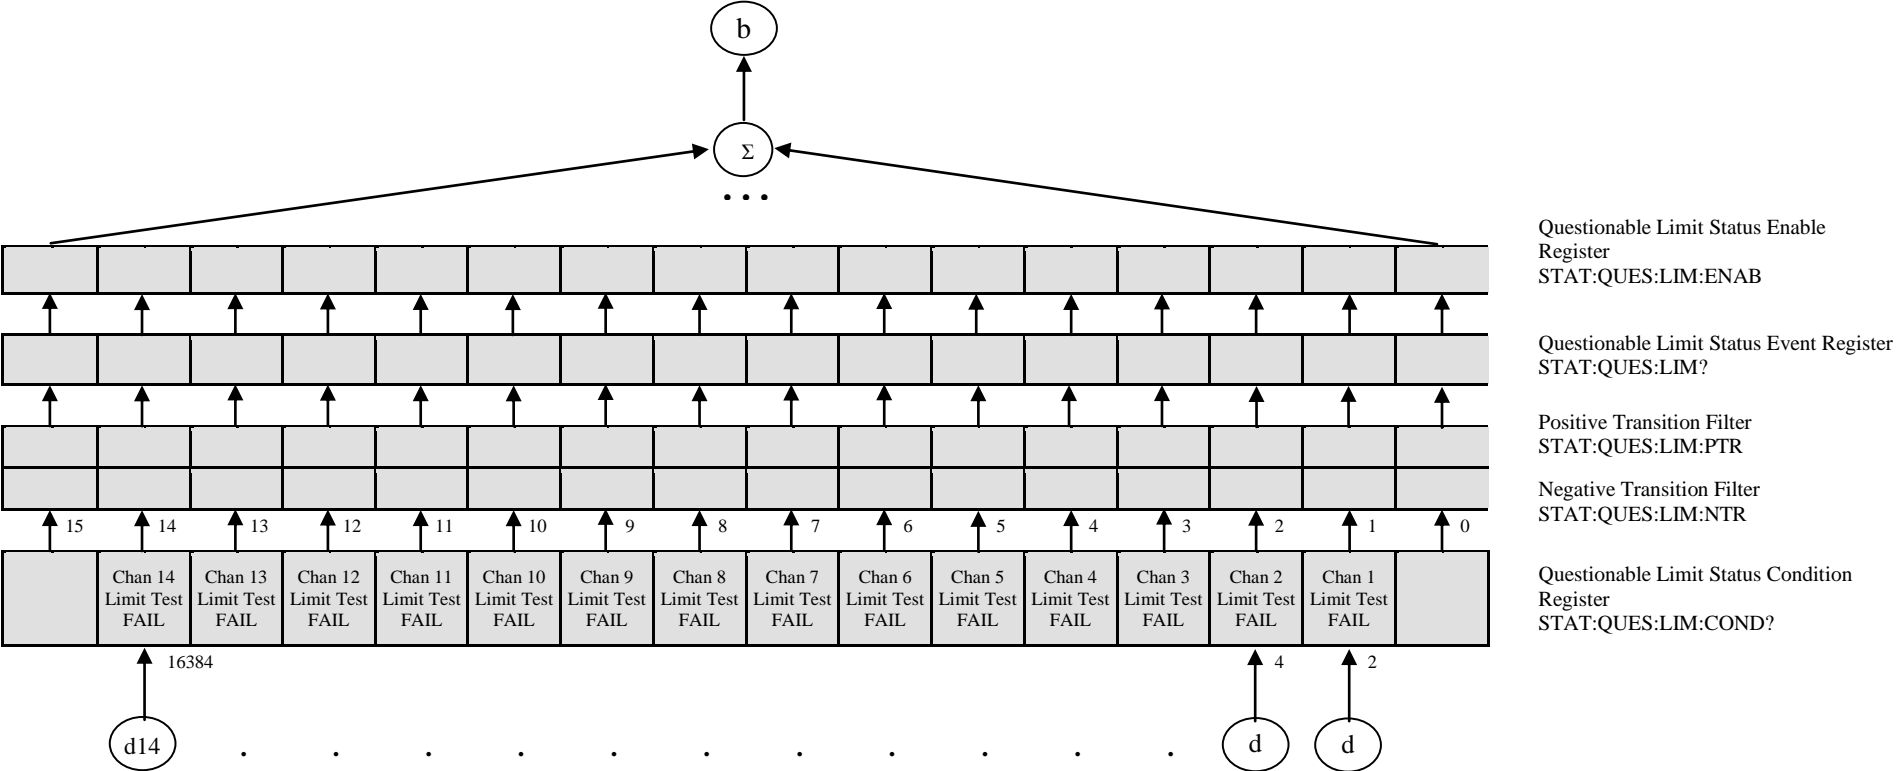 b
Σ
...
Questionable Limit Status Enable
Register
STAT:QUES:LIM:ENAB
Questionable Limit Status Event Register
STAT:QUES:LIM?
Positive Transition Filter
STAT:QUES:LIM:PTR
Negative Transition Filter
STAT:QUES:LIM:NTR
15 14 13 12 11 10 9 8 7 6 5 4 3 2 1 0
Chan 14 Chan 13 Chan 12 Chan 11 Chan 10 Chan 9 Chan 8 Chan 7 Chan 6 Chan 5 Chan 4 Chan 3 Chan 2 Chan 1
Limit Test Limit Test Limit Test Limit Test Limit Test Limit Test Limit Test Limit Test Limit Test Limit Test Limit Test Limit Test Limit Test Limit Test
FAIL FAIL FAIL FAIL FAIL FAIL FAIL FAIL FAIL FAIL FAIL FAIL FAIL FAIL
Questionable Limit Status Condition
Register
STAT:QUES:LIM:COND?
16384 4 2
d14 . . . . . . . . . . . d d